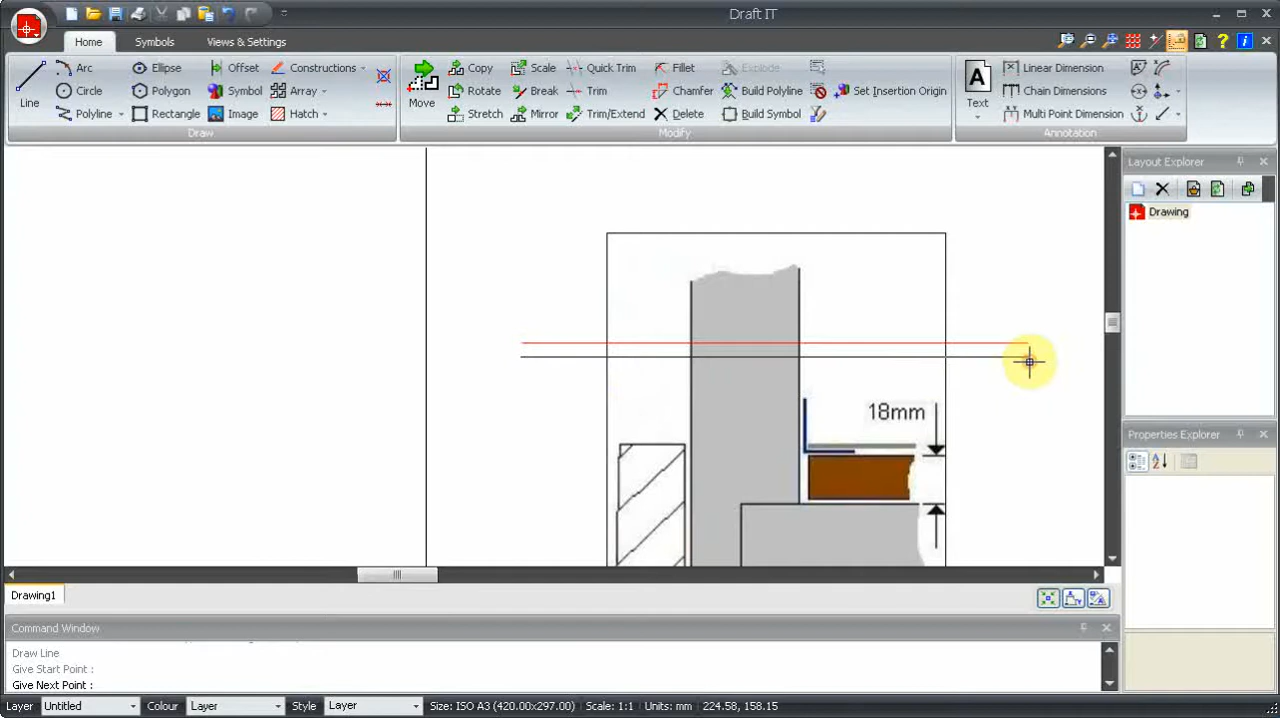 Draft IT
Home Symbols Views & Settings
Line Arc Ellipse Offset Constructions
Circle Polygon Symbol Array
Polyline Rectangle Image Hatch
Draw
Move Copy Scale Quick Trim Fillet Explode
Rotate Break Trim Chamfer Build Polyline Set Insertion Origin
Stretch Mirror Trim/Extend Delete Build Symbol
Modify
A
Text
Linear Dimension
Chain Dimensions
Multi Point Dimension
Annotation
Layout Explorer
Drawing
18mm
Properties Explorer
Drawing1
Command Window
Draw Line
Give Start Point :
Give Next Point :
Layer Untitled Colour Layer Style Layer Size: ISO A3 (420.00x297.00) Scale: 1:1 Units: mm 224.58, 158.15